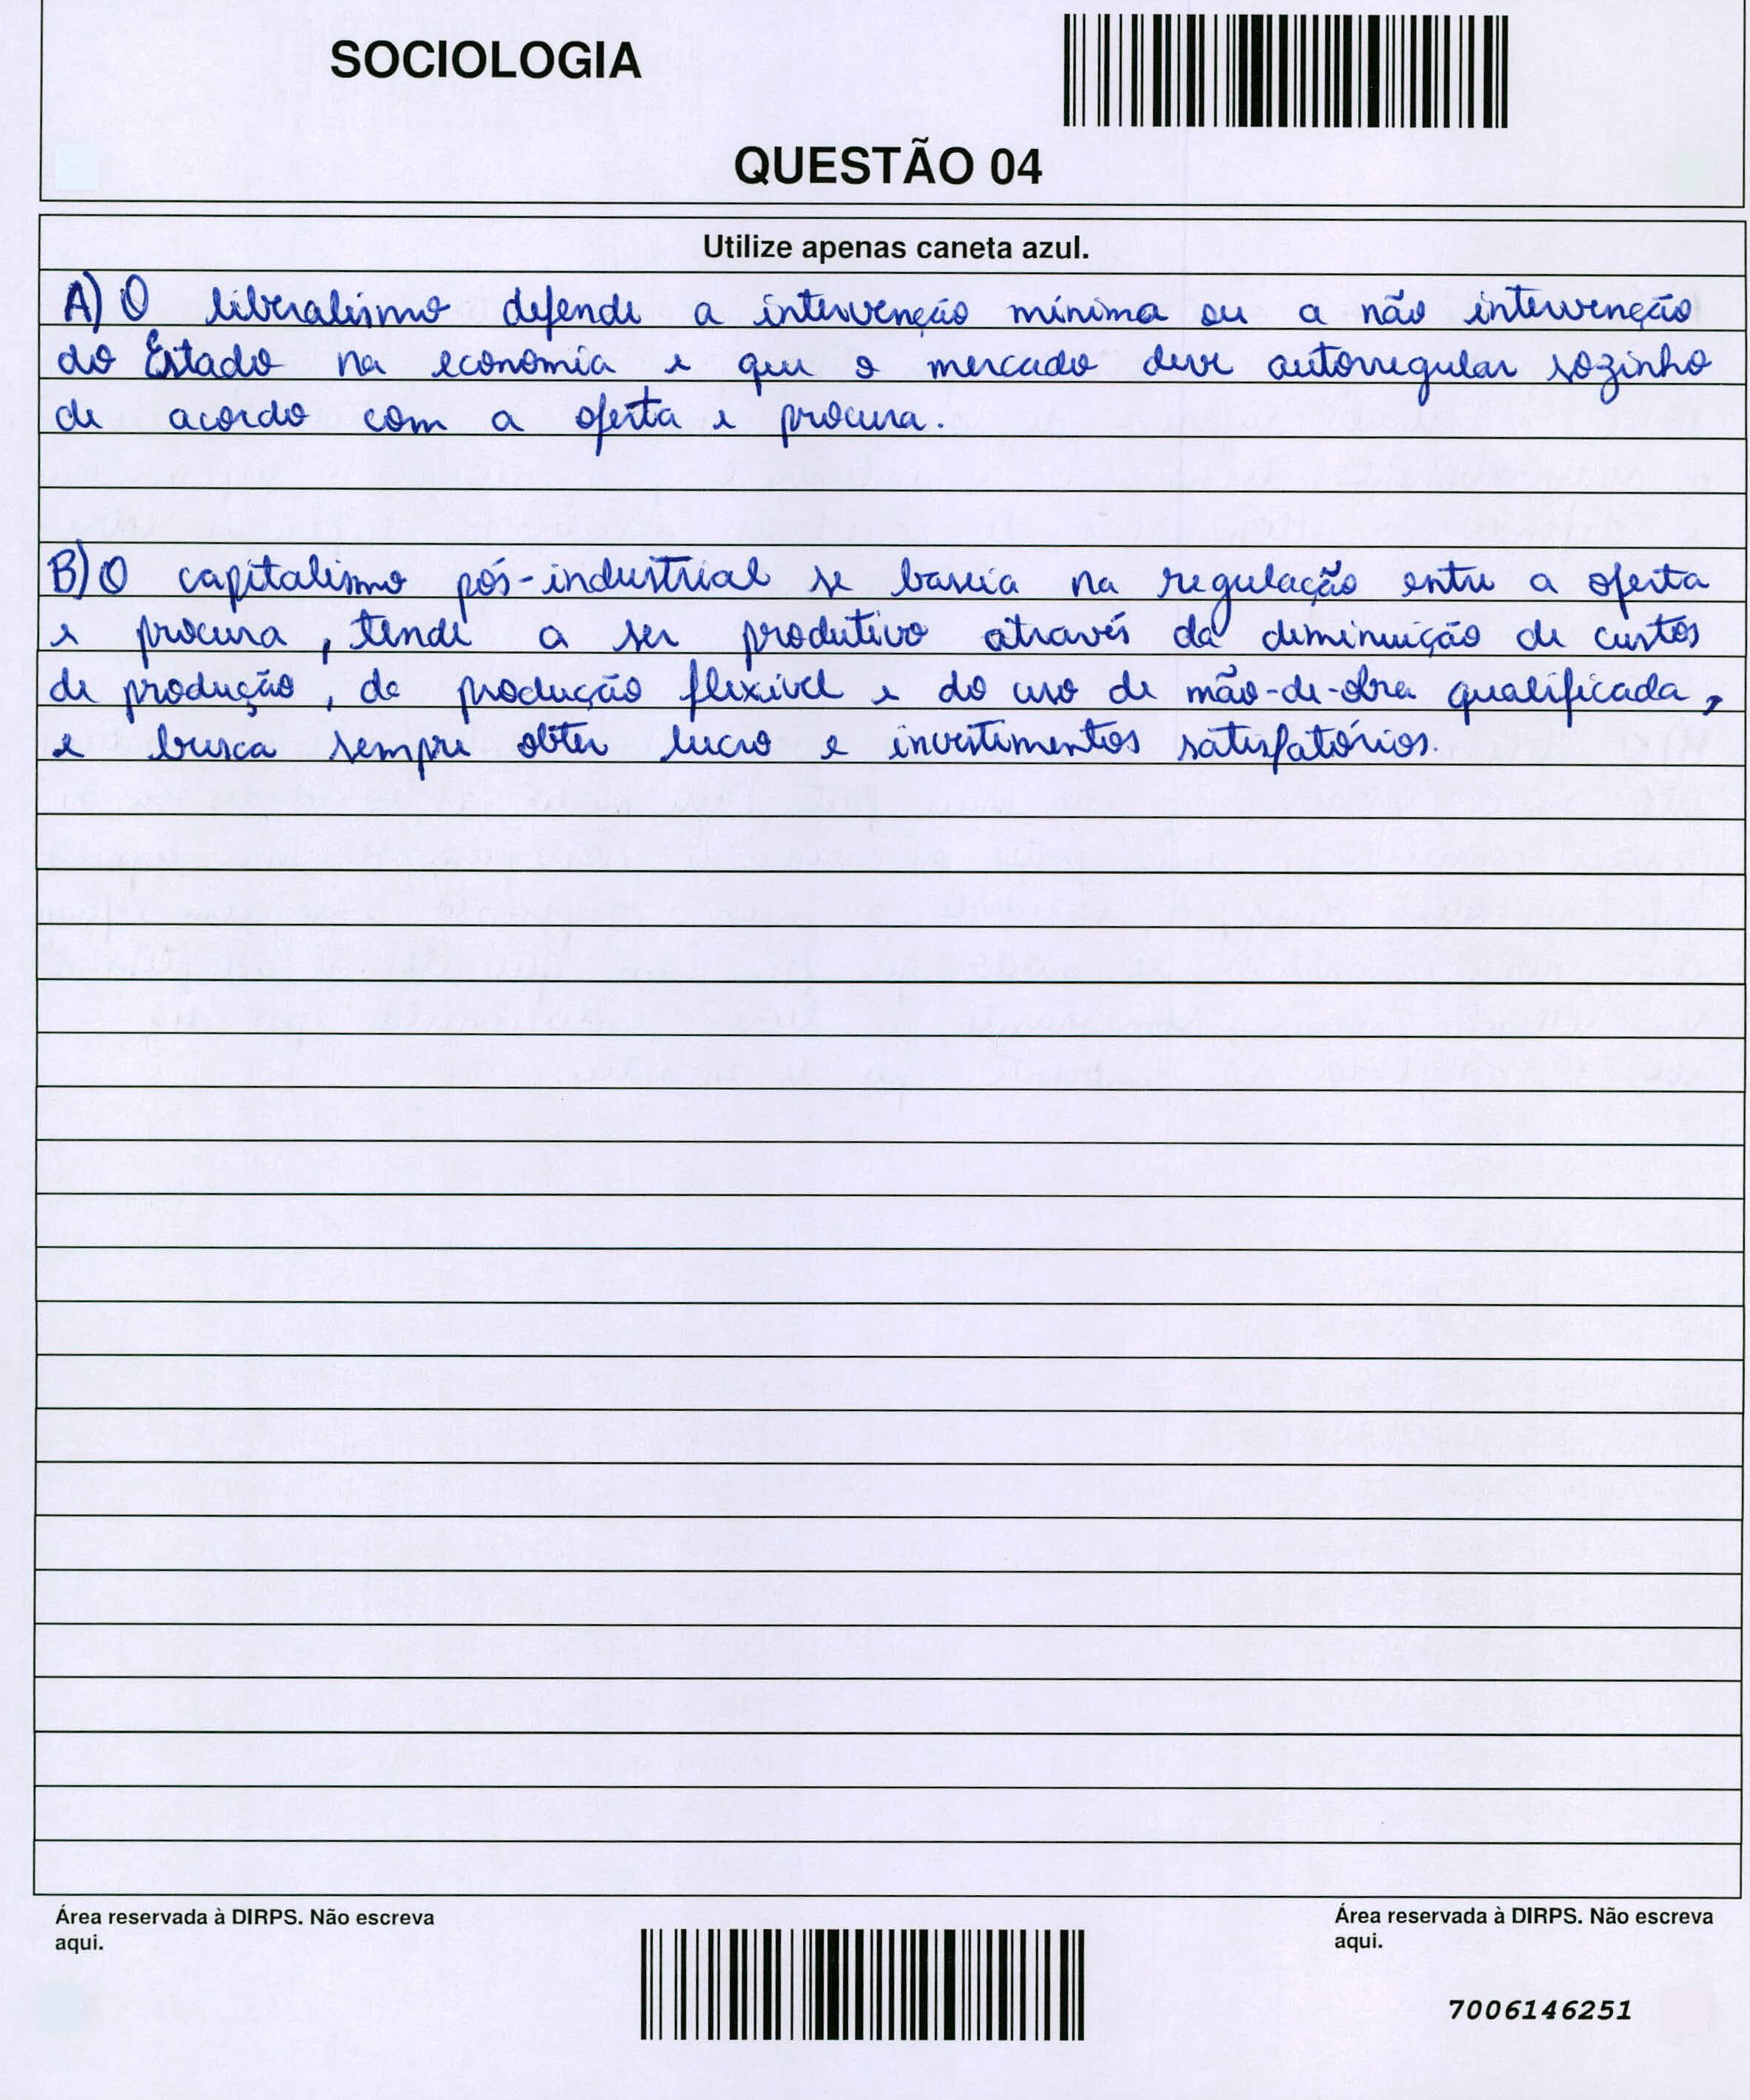 SOCIOLOGIA
QUESTÃO 04
Utilize apenas caneta azul.
A) O liberalismo defende a intervenção mínima ou a não intervenção
do Estado na economia e que o mercado deve autorregular sozinho
de acordo com a oferta e procura.
B) O capitalismo pós-industrial se baseia na regulação entre a oferta
e procura, tende a ser produtivo através da diminuição de custos
de produção, da produção flexível e do uso de mão-de-obra qualificada,
e busca sempre obter lucro e investimentos satisfatórios.
Área reservada à DIRPS. Não escreva
aqui.
Área reservada à DIRPS. Não escreva
aqui.
7006146251